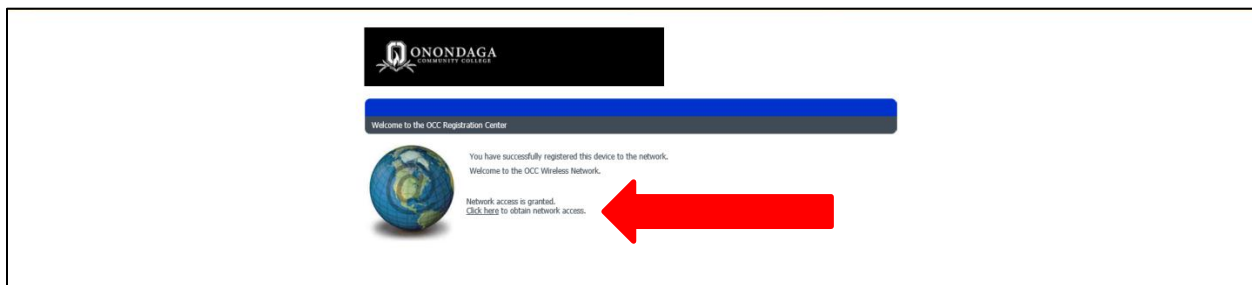 ONONDAGA
COMMUNITY COLLEGE
Welcome to the OCC Registration Center
You have successfully registered this device to the network.
Welcome to the OCC Wireless Network.
Network access is granted.
Click here to obtain network access.